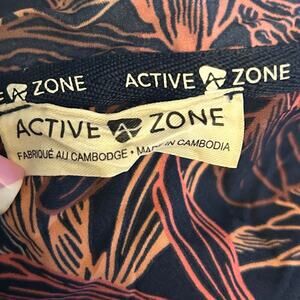 E ZONE ACTIVE ZONE
ACTIVE ZONE
FABRIQUÉ AU CAMBODGE • MADE IN CAMBODIA